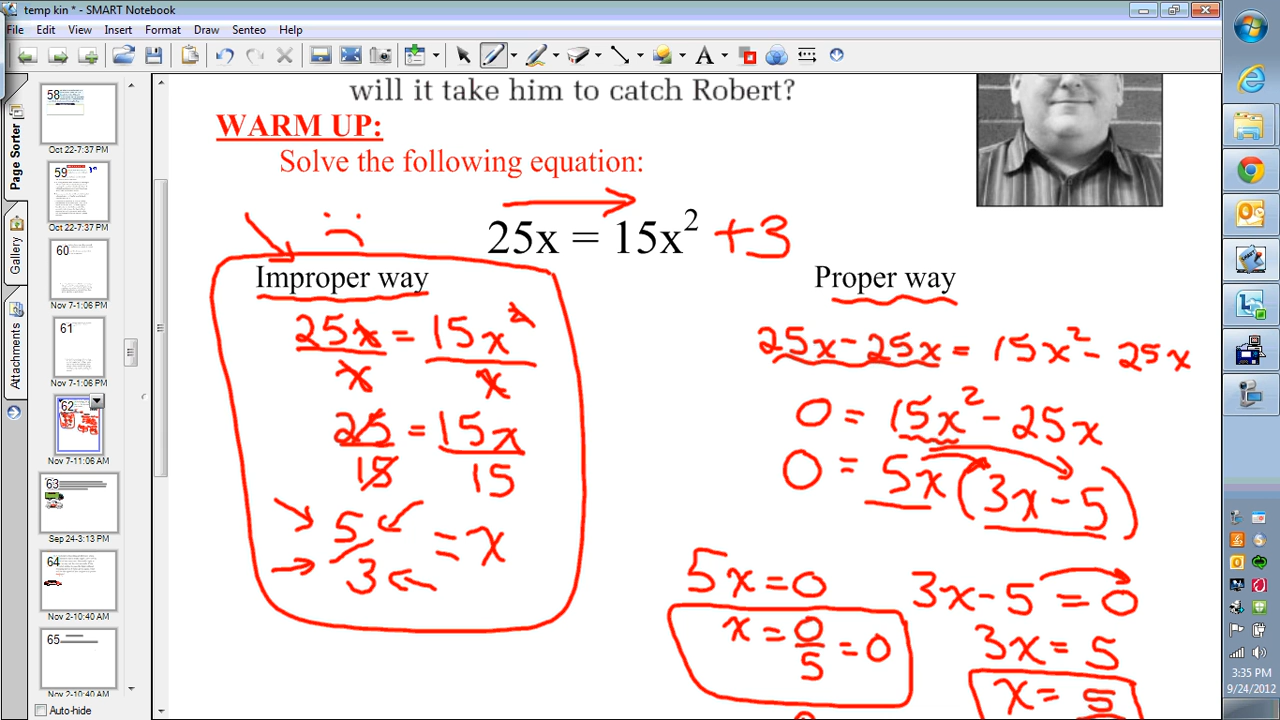 temp kin * - SMART Notebook
File Edit View Insert Format Draw Senteo Help
Page Sorter
Gallery
Attachments
58
Oct 22-7:37 PM
59
Oct 22-7:37 PM
60
Nov 7-1:06 PM
61
Nov 7-1:06 PM
62
Nov 7-11:06 AM
63
Sep 24-3:13 PM
64
Nov 2-10:40 AM
65
Nov 2-10:40 AM
Auto-hide
will it take him to catch Robert?
WARM UP:
Solve the following equation:
25x = 15x² +3
Improper way
25x = 15x²
x x
25 = 15x
15 15
5/3 = x
Proper way
25x - 25x = 15x² - 25x
0 = 15x² - 25x
0 = 5x (3x - 5)
5x = 0
x = 0/5 = 0
3x - 5 = 0
3x = 5
x = 5
3:35 PM
9/24/2012